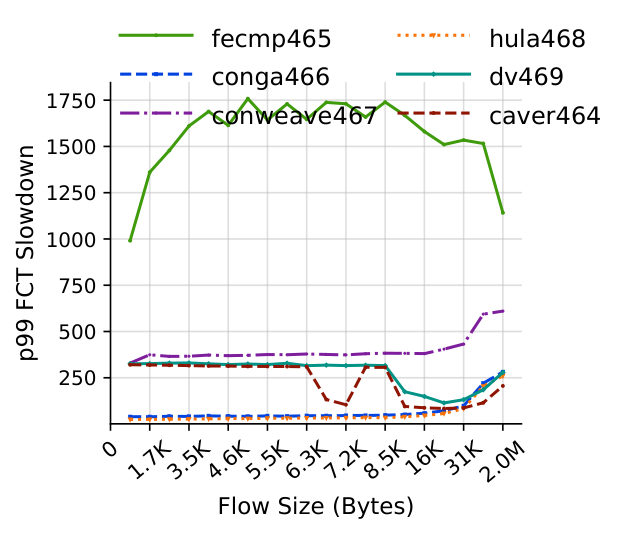 fecmp465 hula468
conga466 dv469
conweave467 caver464
1750
1500
1250
1000
750
500
250
p99 FCT Slowdown
0 1.7K 3.5K 4.6K 5.5K 6.3K 7.2K 8.5K 16K 31K 2.0M
Flow Size (Bytes)